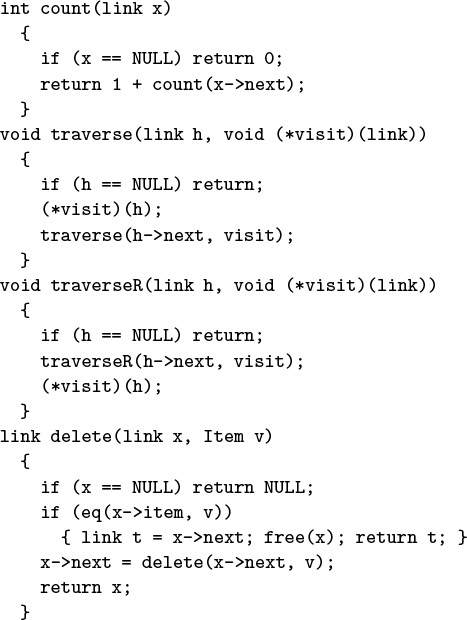 int count(link x)
  {
    if (x == NULL) return 0;
    return 1 + count(x->next);
  }
void traverse(link h, void (*visit)(link))
  {
    if (h == NULL) return;
    (*visit)(h);
    traverse(h->next, visit);
  }
void traverseR(link h, void (*visit)(link))
  {
    if (h == NULL) return;
    traverseR(h->next, visit);
    (*visit)(h);
  }
link delete(link x, Item v)
  {
    if (x == NULL) return NULL;
    if (eq(x->item, v))
      { link t = x->next; free(x); return t; }
    x->next = delete(x->next, v);
    return x;
  }